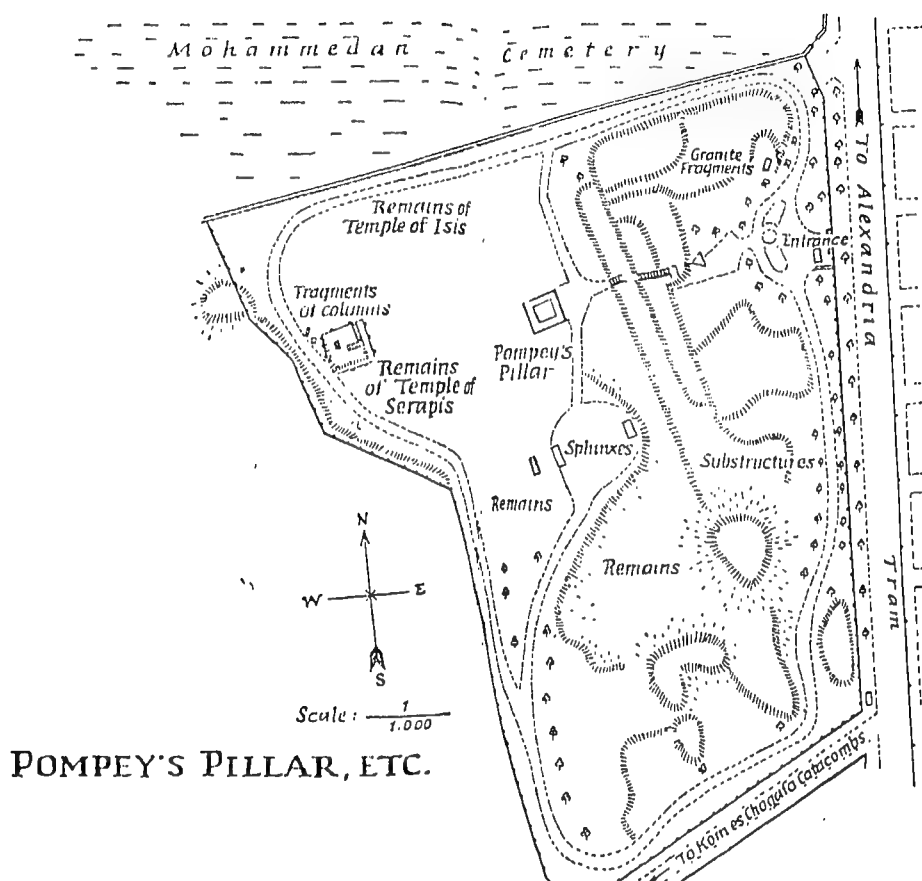 Mohammedan Cemetery
Remains of
Temple of Isis
Granite
Fragments
Entrance
To Alexandria
Fragments
of columns
Pompey's
Pillar
Remains
of Temple of
Serapis
Sphinxes
Substructures
Remains
Remains
N
W E
S
Tram
Scale: 1
1.000
POMPEY'S PILLAR, ETC.
To Kom es Chogafa Catacombs